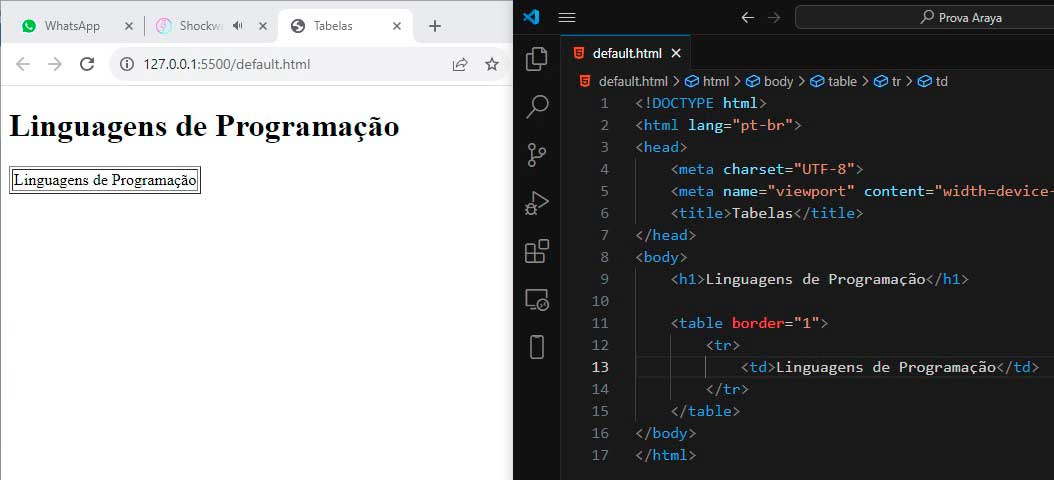 WhatsApp
Shockwa
Tabelas
127.0.0.1:5500/default.html
Linguagens de Programação
Linguagens de Programação
Prova Araya
default.html
default.html > html > body > table > tr > td
1 <!DOCTYPE html>
2 <html lang="pt-br">
3 <head>
4 <meta charset="UTF-8">
5 <meta name="viewport" content="width=device-
6 <title>Tabelas</title>
7 </head>
8 <body>
9 <h1>Linguagens de Programação</h1>
10
11 <table border="1">
12 <tr>
13 <td>Linguagens de Programação</td>
14 </tr>
15 </table>
16 </body>
17 </html>